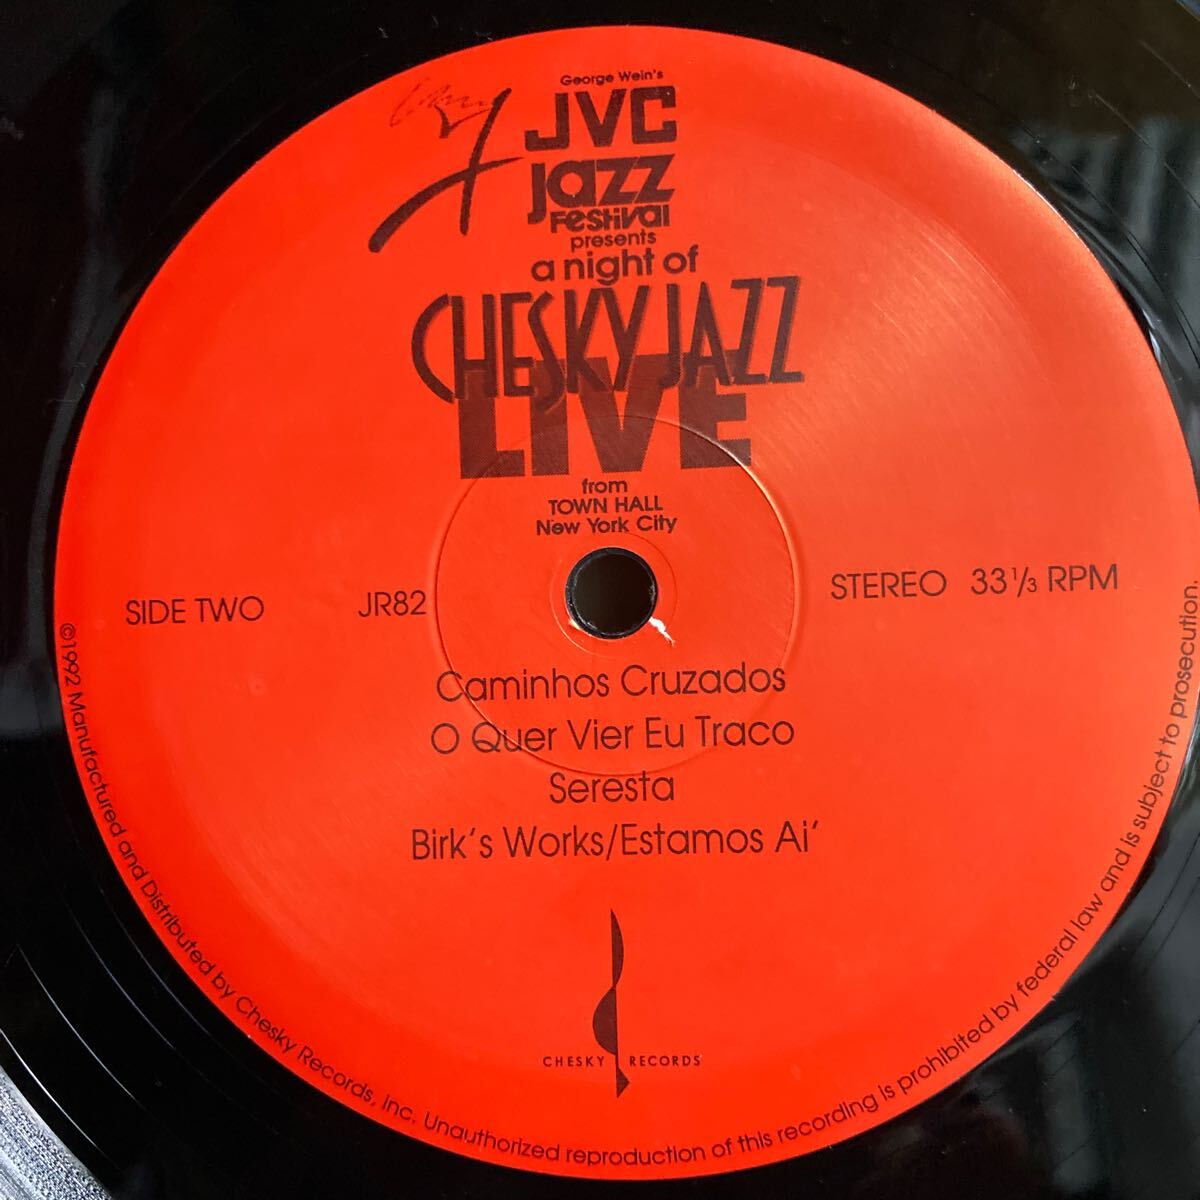 George Wein's
JVC
Jazz
Festival
presents
a night of
CHESKY JAZZ
LIVE
from
TOWN HALL
New York City
SIDE TWO
JR82
STEREO 33 1/3 RPM
Caminhos Cruzados
O Quer Vier Eu Traco
Seresta
Birk's Works/Estamos Ai'
CHESKY RECORDS
©1992 Manufactured and Distributed by Chesky Records, Inc. Unauthorized reproduction of this recording is prohibited by federal law and is subject to prosecution.